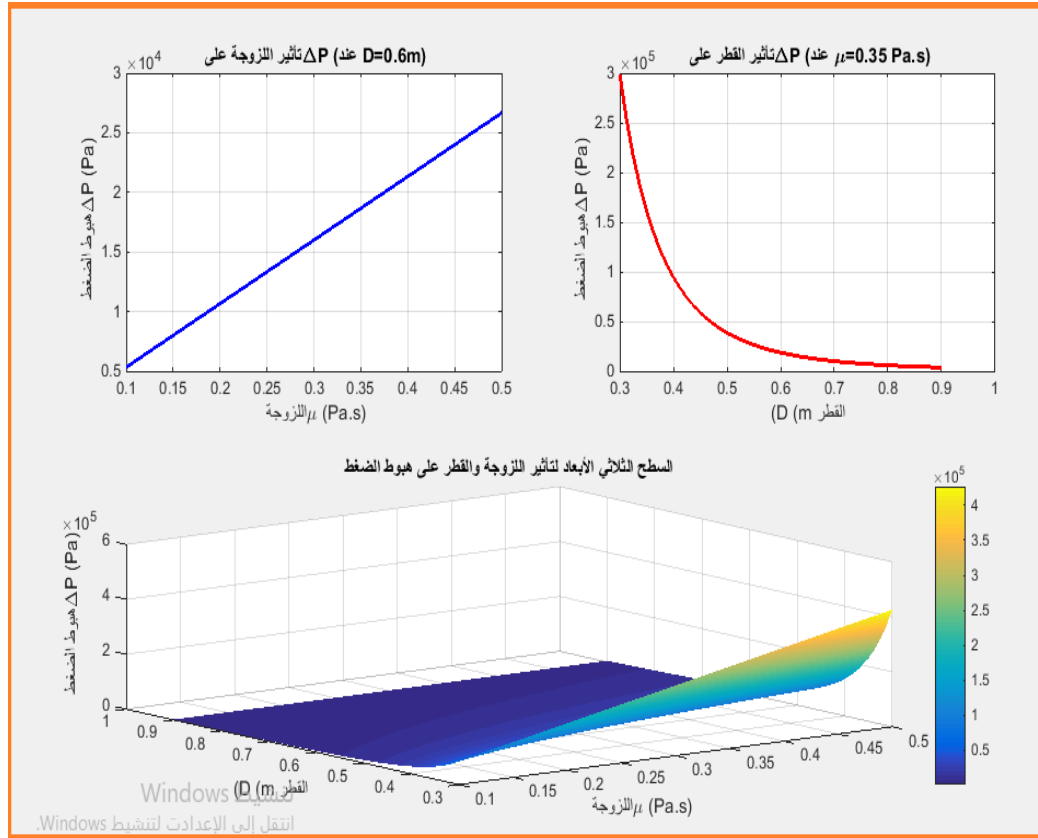 تأثير اللزوجة على ΔP (عند D=0.6m)
×10⁴
3
2.5
2
1.5
1
0.5
0.1 0.15 0.2 0.25 0.3 0.35 0.4 0.45 0.5
هبوط الضغط ΔP (Pa)
اللزوجة μ (Pa.s)
تأثير القطر على ΔP (عند μ=0.35 Pa.s)
×10⁵
3
2.5
2
1.5
1
0.5
0
0.3 0.4 0.5 0.6 0.7 0.8 0.9 1
هبوط الضغط ΔP (Pa)
القطر D (m)
السطح الثلاثي الأبعاد لتأثير اللزوجة والقطر على هبوط الضغط
×10⁵
6
4
2
0
هبوط الضغط ΔP (Pa)
1 0.9 0.8 0.7 0.6 0.5 0.4 0.3
القطر D (m)
0.1 0.15 0.2 0.25 0.3 0.35 0.4 0.45 0.5
اللزوجة μ (Pa.s)
×10⁵
4
3.5
3
2.5
2
1.5
1
0.5
تنشيط Windows
انتقل إلى الإعدادت لتنشيط Windows.